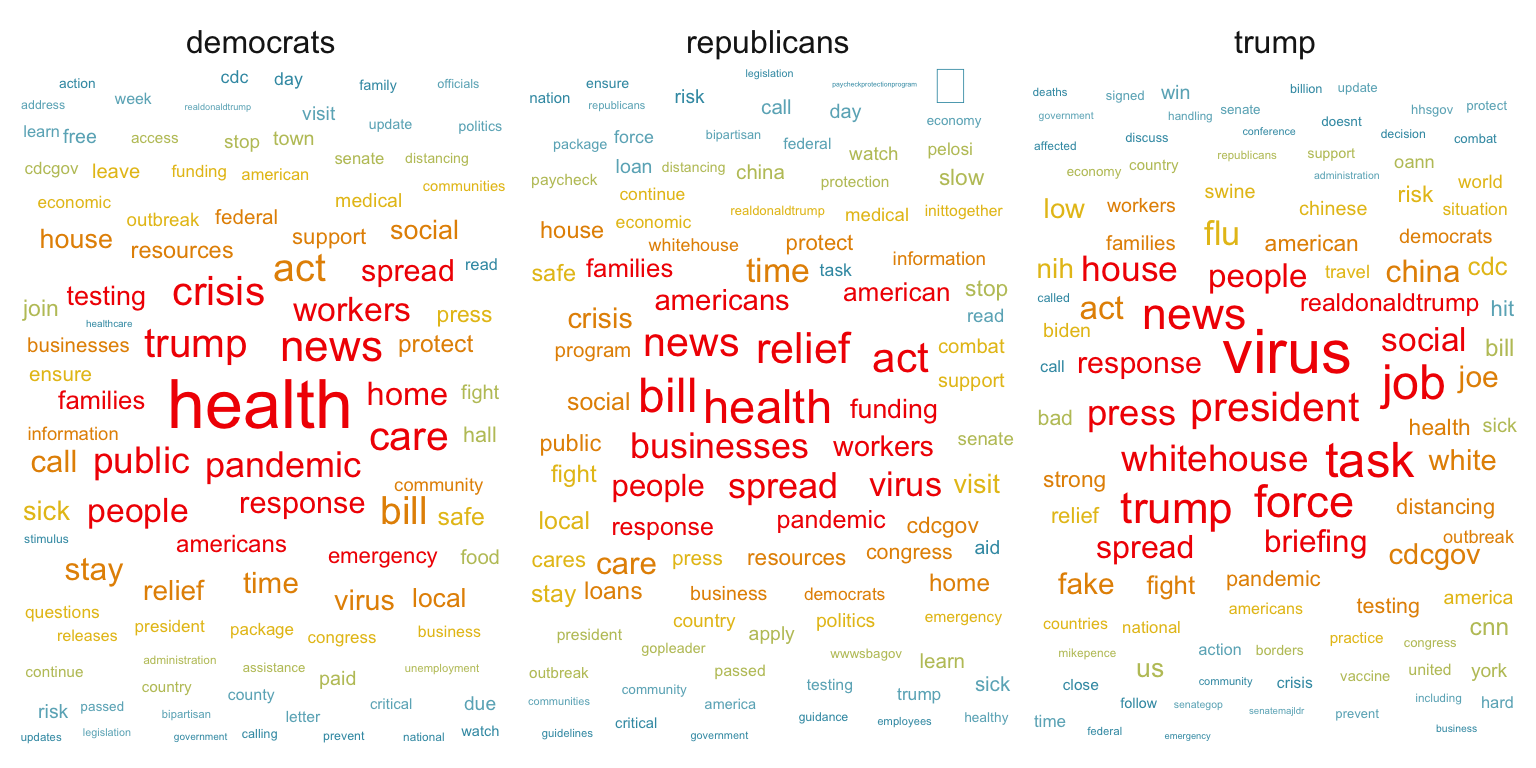 democrats
action cdc day family officials
address week realdonaldtrump visit
update politics
learn free access stop town
senate distancing
cdcgov leave funding american
communities
economic medical
outbreak federal
house resources support social
act spread read
join testing crisis workers press
healthcare
businesses trump news protect
ensure
families health home fight
information care hall
call public pandemic
community
sick people response bill safe
stimulus
americans emergency food
stay relief time
virus local
questions
releases president package congress business
continue administration assistance unemployment
country county paid
risk passed bipartisan letter critical due
updates legislation government calling prevent national watch
republicans
legislation
ensure paycheckprotectionprogram
nation republicans risk call day
economy
package force bipartisan federal
watch pelosi
loan distancing china
paycheck protection slow
continue
realdonaldtrump medical inittogether
economic
house whitehouse protect
information
safe families time task
americans american stop
read
crisis
program news relief act combat
support
social bill health funding
public businesses workers senate
fight people spread virus visit
local response pandemic cdcgov
cares care press resources congress aid
stay loans business democrats home
country politics emergency
president apply
gopleader wwwsbagov
outbreak passed learn
community testing trump sick
communities america
critical guidance employees healthy
guidelines government
trump
deaths signed win billion update
government handling senate hhsgov protect
discuss conference doesnt decision combat
affected
republicans support oann
economy country administration
swine risk world
low workers chinese situation
families flu american democrats
nih house people travel china cdc
called act news realdonaldtrump hit
biden virus social bill
call response job joe
bad press president health sick
whitehouse task white
strong
relief trump force distancing
spread briefing outbreak
cdcgov
fake fight pandemic
americans testing america
countries national practice congress cnn
mikepence action borders
us vaccine united york
close community crisis
follow senategop senatemajldr prevent including hard
time federal emergency business